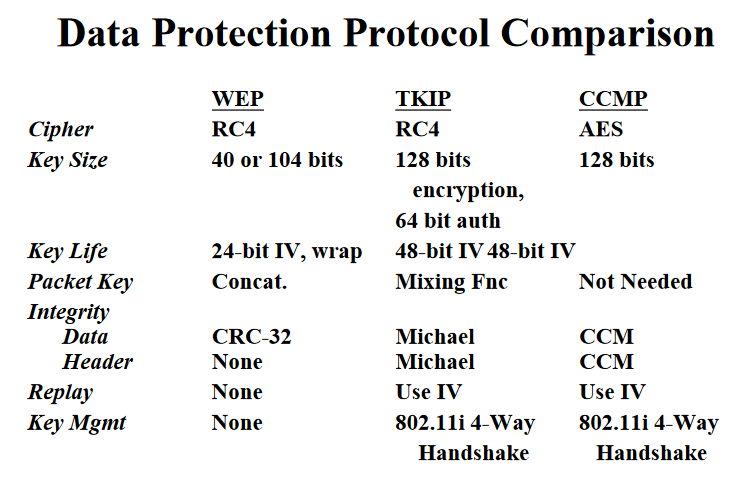 Data Protection Protocol Comparison
WEP TKIP CCMP
Cipher RC4 RC4 AES
Key Size 40 or 104 bits 128 bits 128 bits
encryption,
64 bit auth
Key Life 24-bit IV, wrap 48-bit IV 48-bit IV
Packet Key Concat. Mixing Fnc Not Needed
Integrity
Data CRC-32 Michael CCM
Header None Michael CCM
Replay None Use IV Use IV
Key Mgmt None 802.11i 4-Way 802.11i 4-Way
Handshake Handshake